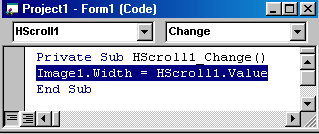 Project1 - Form1 (Code)
HScroll1 Change
Private Sub HScroll1_Change()
Image1.Width = HScroll1.Value
End Sub